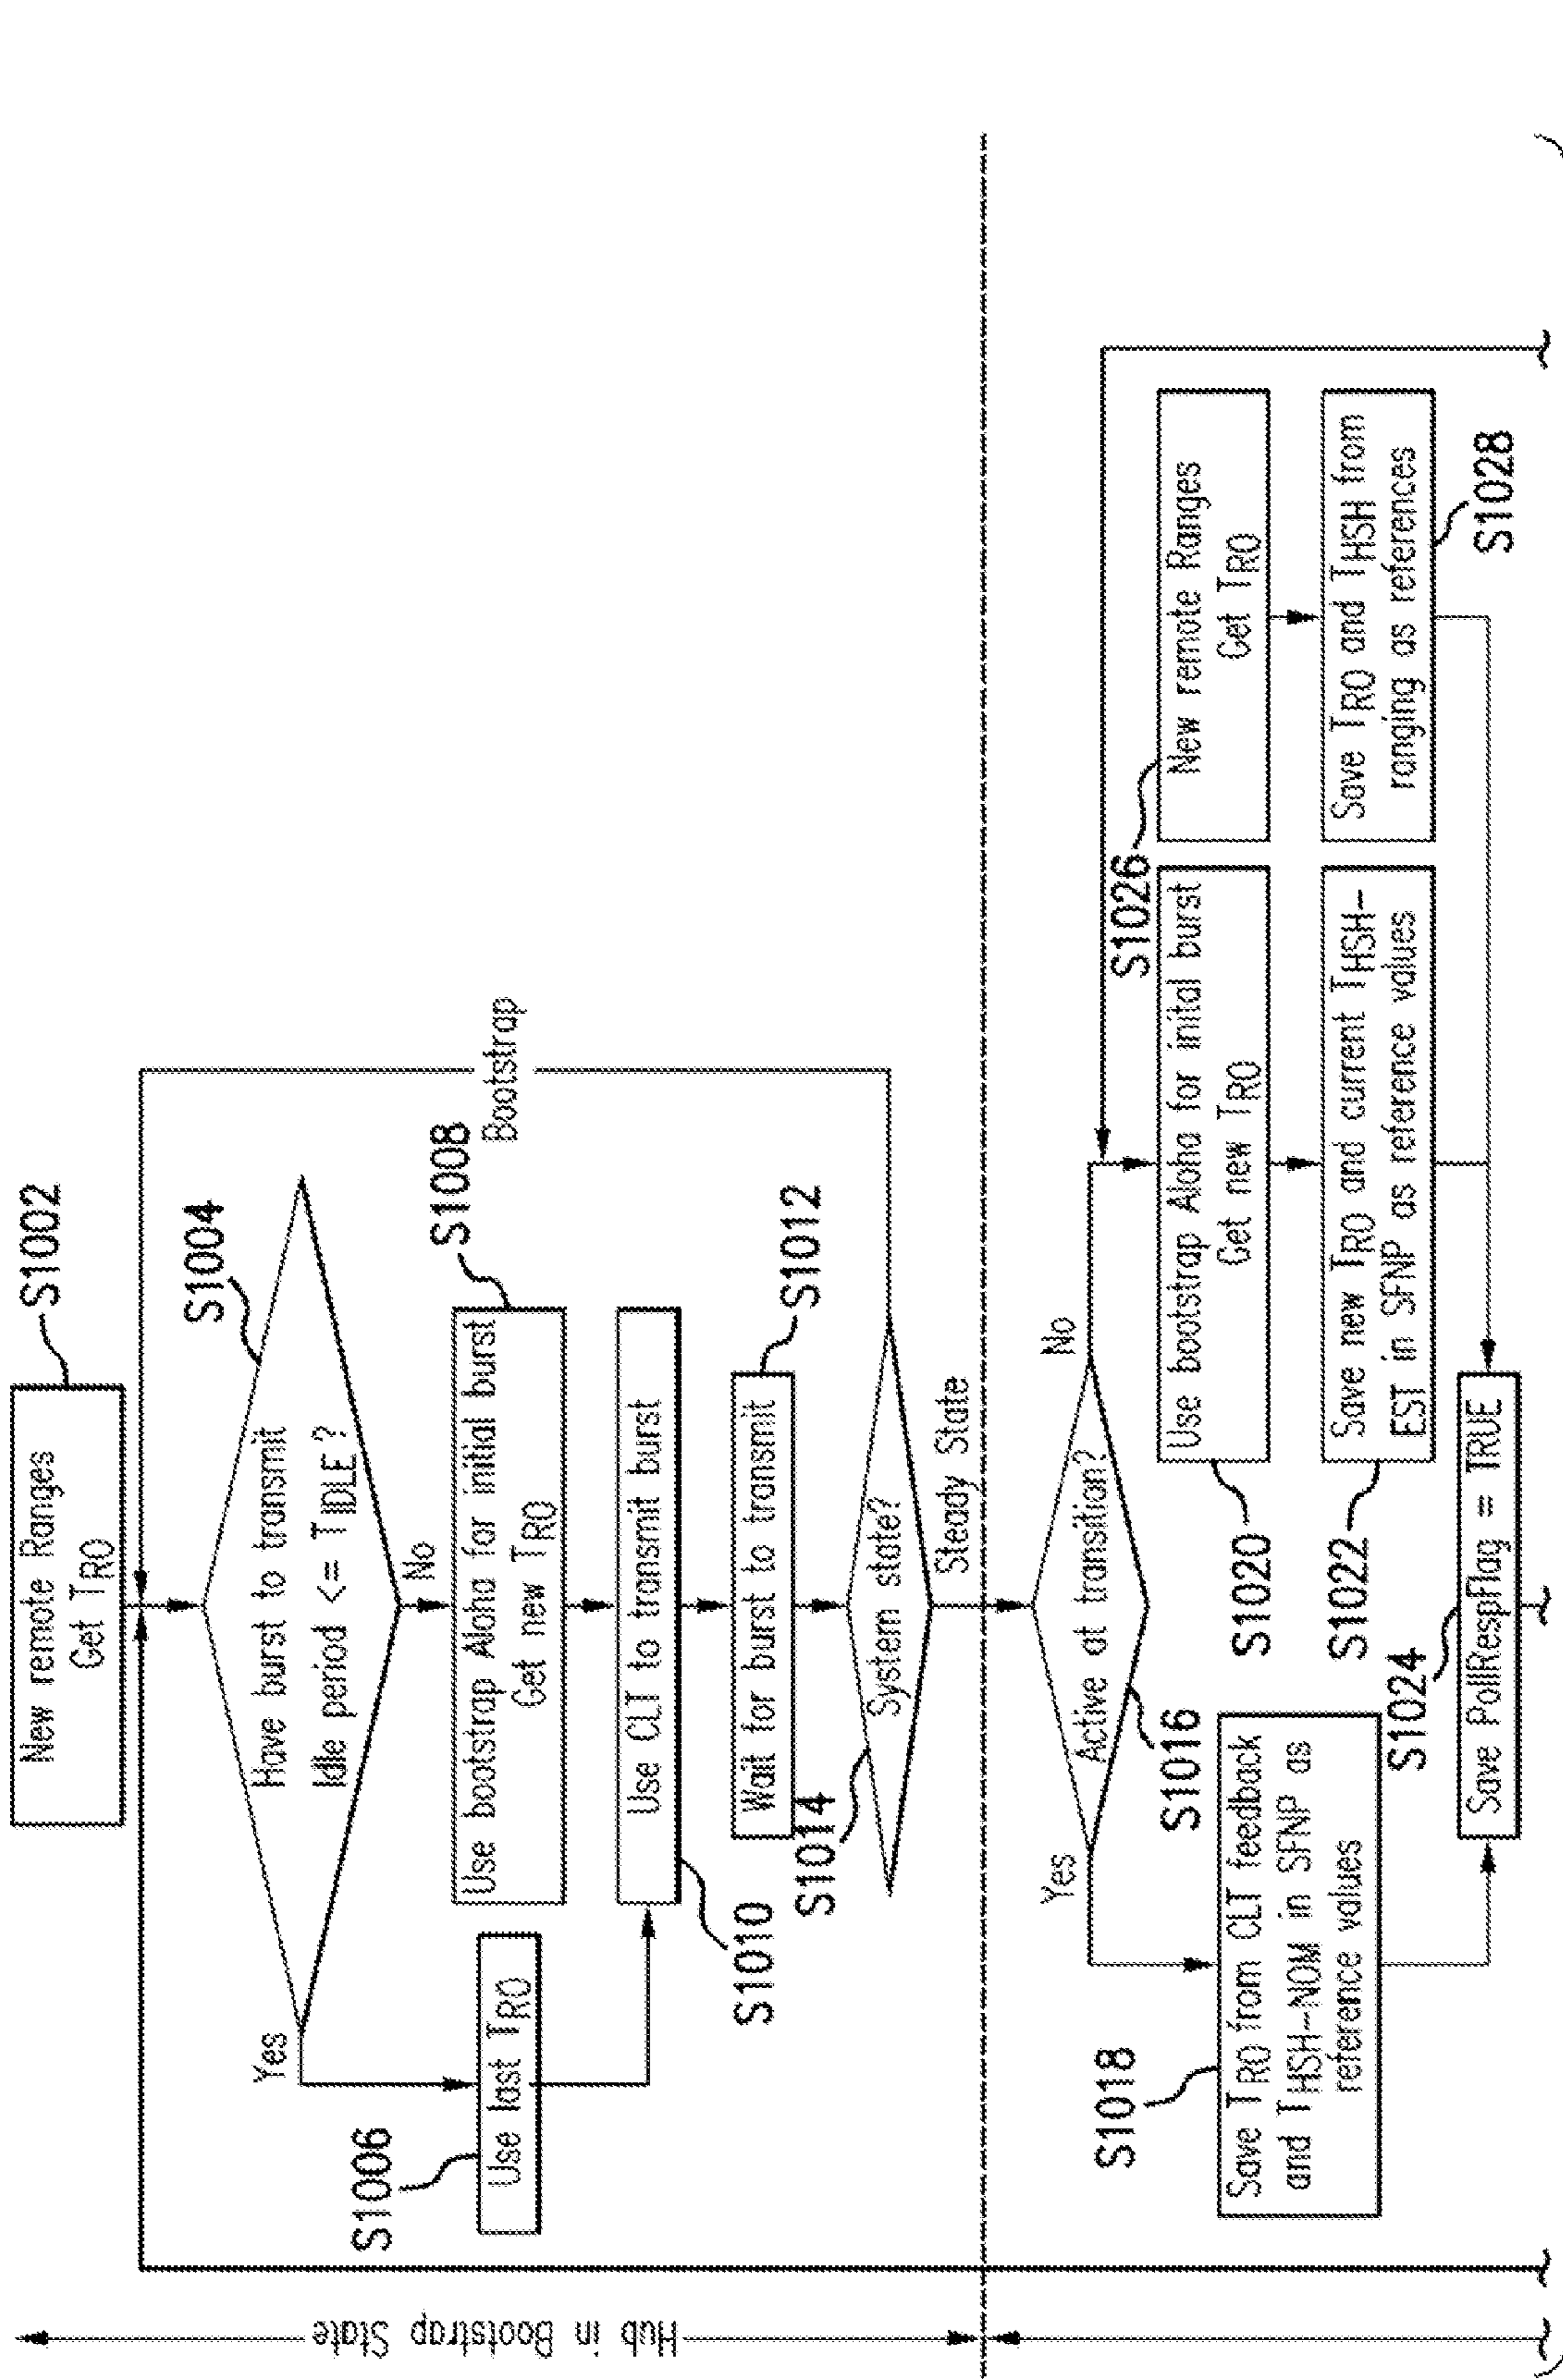 New remote Ranges
Get TRO
S1002
Have burst to transmit
Idle period <= TIDLE?
S1004
Yes
No
Use last TRO
S1006
Use bootstrap Aloha for initial burst
Get new TRO
S1008
Bootstrap
Use CLT to transmit burst
S1010
Wait for burst to transmit
S1012
System state?
S1014
Steady State
Hub in Bootstrap State
Active at transition?
S1016
Yes
No
Save TRO from CLT feedback
and THSH-NOM in SFNP as
reference values
S1018
Use bootstrap Aloha for inital burst
Get new TRO
S1020
Save new TRO and current THSH-
EST in SFNP as reference values
S1022
New remote Ranges
Get TRO
S1026
Save TRO and THSH from
ranging as references
S1028
Save PollRespFlag = TRUE
S1024